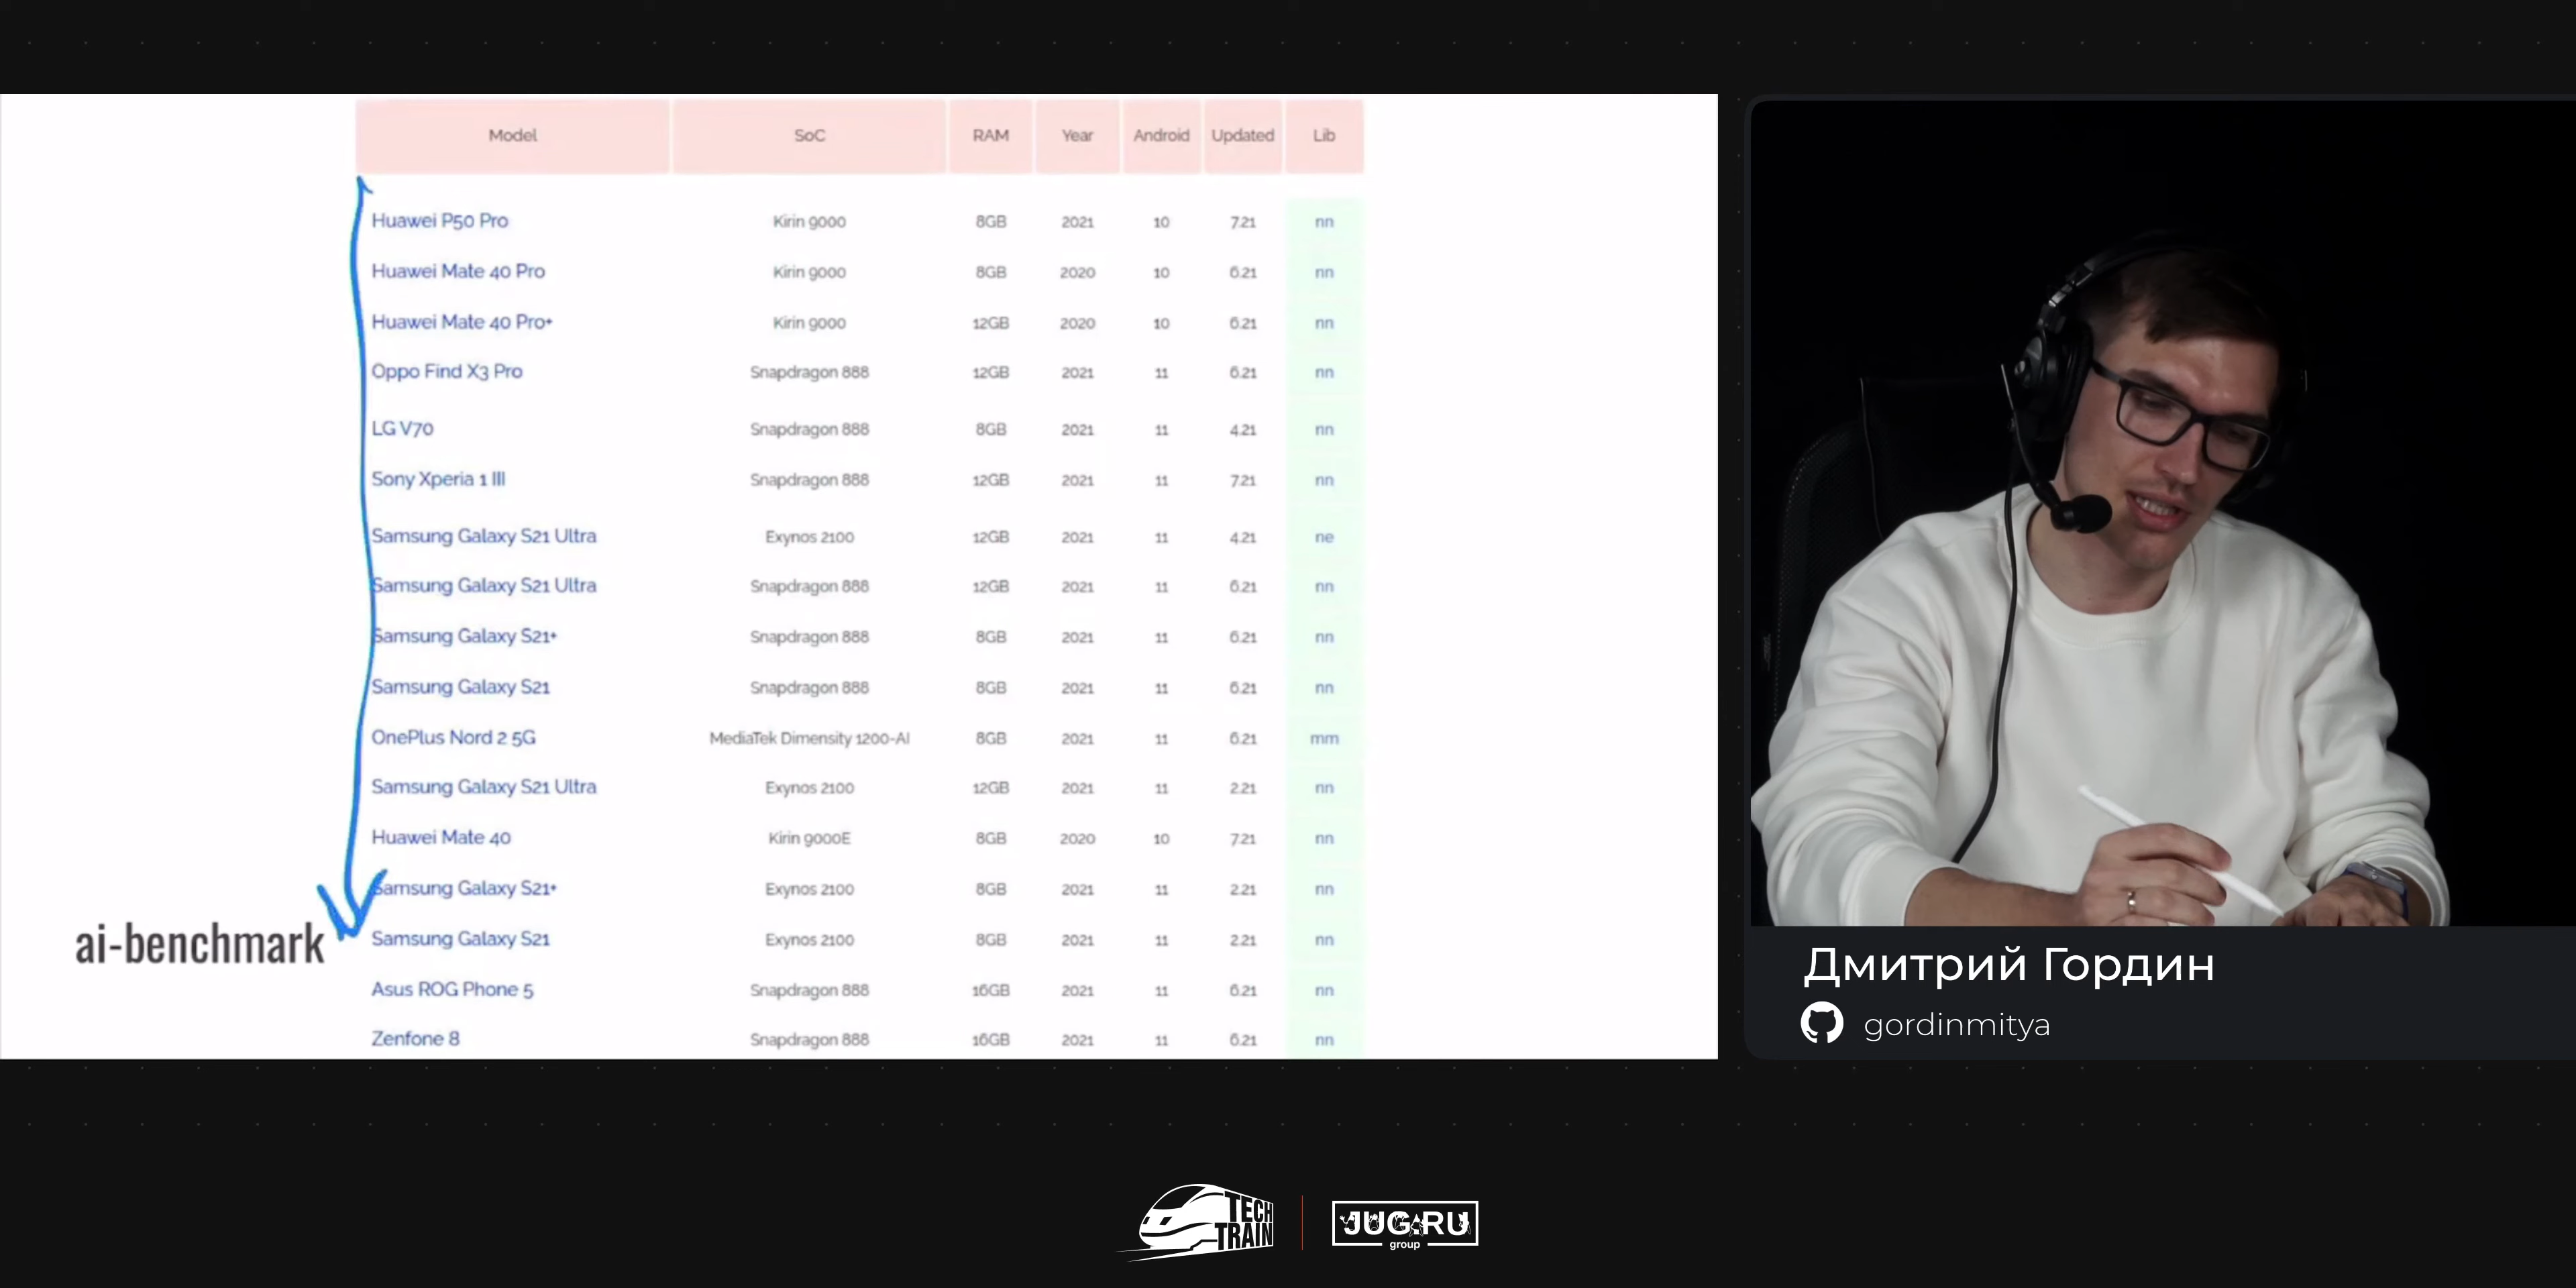 Model SoC RAM Year Android Updated Lib
Huawei P50 Pro Kirin 9000 8GB 2021 10 7.21 nn
Huawei Mate 40 Pro Kirin 9000 8GB 2020 10 6.21 nn
Huawei Mate 40 Pro+ Kirin 9000 12GB 2020 10 6.21 nn
Oppo Find X3 Pro Snapdragon 888 12GB 2021 11 6.21 nn
LG V70 Snapdragon 888 8GB 2021 11 4.21 nn
Sony Xperia 1 III Snapdragon 888 12GB 2021 11 7.21 nn
Samsung Galaxy S21 Ultra Exynos 2100 12GB 2021 11 4.21 ne
Samsung Galaxy S21 Ultra Snapdragon 888 12GB 2021 11 6.21 nn
Samsung Galaxy S21+ Snapdragon 888 8GB 2021 11 6.21 nn
Samsung Galaxy S21 Snapdragon 888 8GB 2021 11 6.21 nn
OnePlus Nord 2 5G MediaTek Dimensity 1200-AI 8GB 2021 11 6.21 mm
Samsung Galaxy S21 Ultra Exynos 2100 12GB 2021 11 2.21 nn
Huawei Mate 40 Kirin 9000E 8GB 2020 10 7.21 nn
Samsung Galaxy S21+ Exynos 2100 8GB 2021 11 2.21 nn
Samsung Galaxy S21 Exynos 2100 8GB 2021 11 2.21 nn
Asus ROG Phone 5 Snapdragon 888 16GB 2021 11 6.21 nn
Zenfone 8 Snapdragon 888 16GB 2021 11 6.21 nn
ai-benchmark
Дмитрий Гордин
gordinmitya
TECH
TRAIN
JUG.RU
group